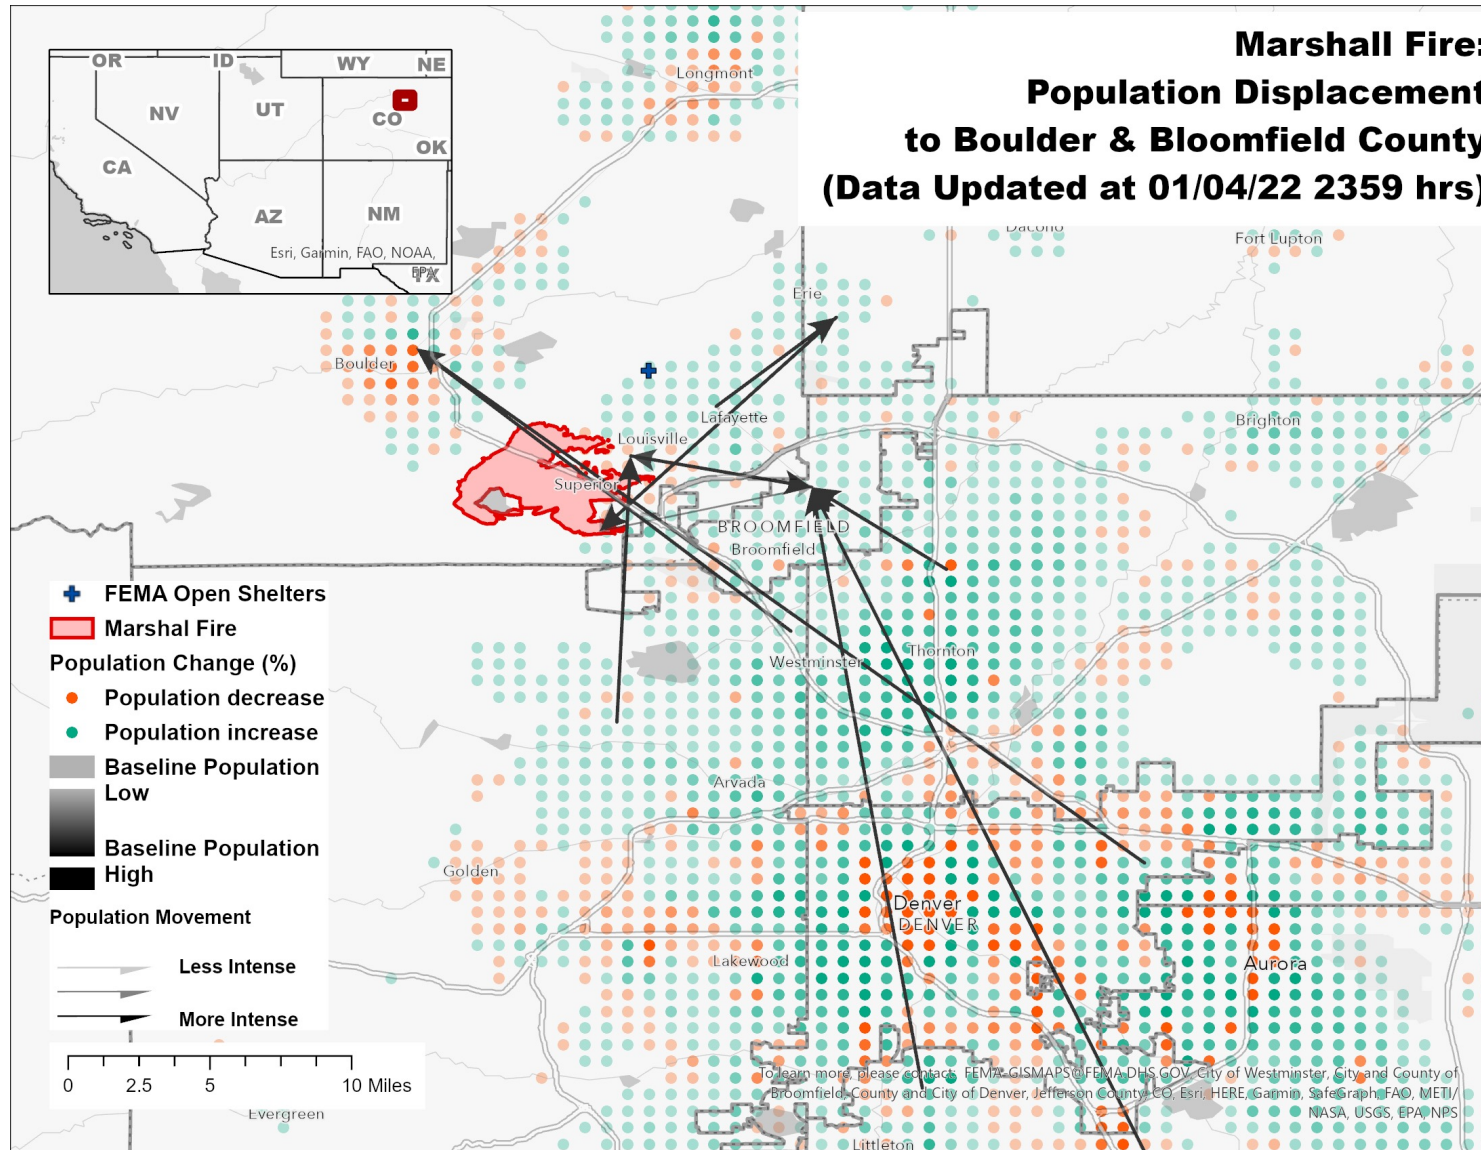 Marshall Fire:
Population Displacement
to Boulder & Bloomfield County
(Data Updated at 01/04/22 2359 hrs)
OR
ID
WY
NE
NV
UT
CO
CA
OK
AZ
NM
TX
Esri, Garmin, FAO, NOAA,
EPA
Longmont
Dacono
Fort Lupton
Erie
Boulder
Lafayette
Louisville
Brighton
Superior
BROOMFIELD
Broomfield
Thornton
Westminster
Arvada
Golden
Denver
DENVER
Lakewood
Aurora
Evergreen
Littleton
FEMA Open Shelters
Marshal Fire
Population Change (%)
Population decrease
Population increase
Baseline Population
Low
Baseline Population
High
Population Movement
Less Intense
More Intense
0 2.5 5 10 Miles
To learn more, please contact: FEMA-GISMAPS@FEMA.DHS.GOV, City of Westminster, City and County of
Broomfield, County and City of Denver, Jefferson County, CO, Esri, HERE, Garmin, SafeGraph, FAO, METI/
NASA, USGS, EPA, NPS